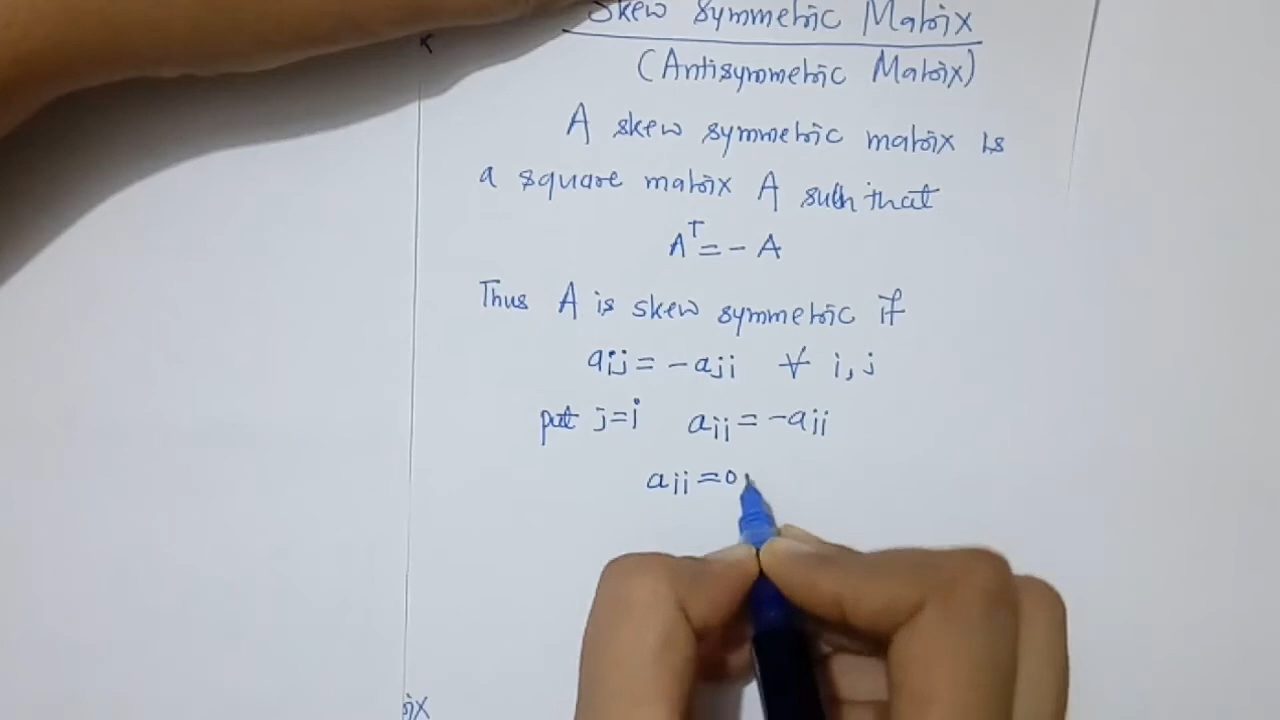 Skew Symmetric Matrix
(Antisymmetric Matrix)
A skew symmetric matrix is
a square matrix A such that
Aᵀ = - A
Thus A is skew symmetric if
aij = -aji ∀ i, j
put j=i aii = -aii
aii = 0
ix